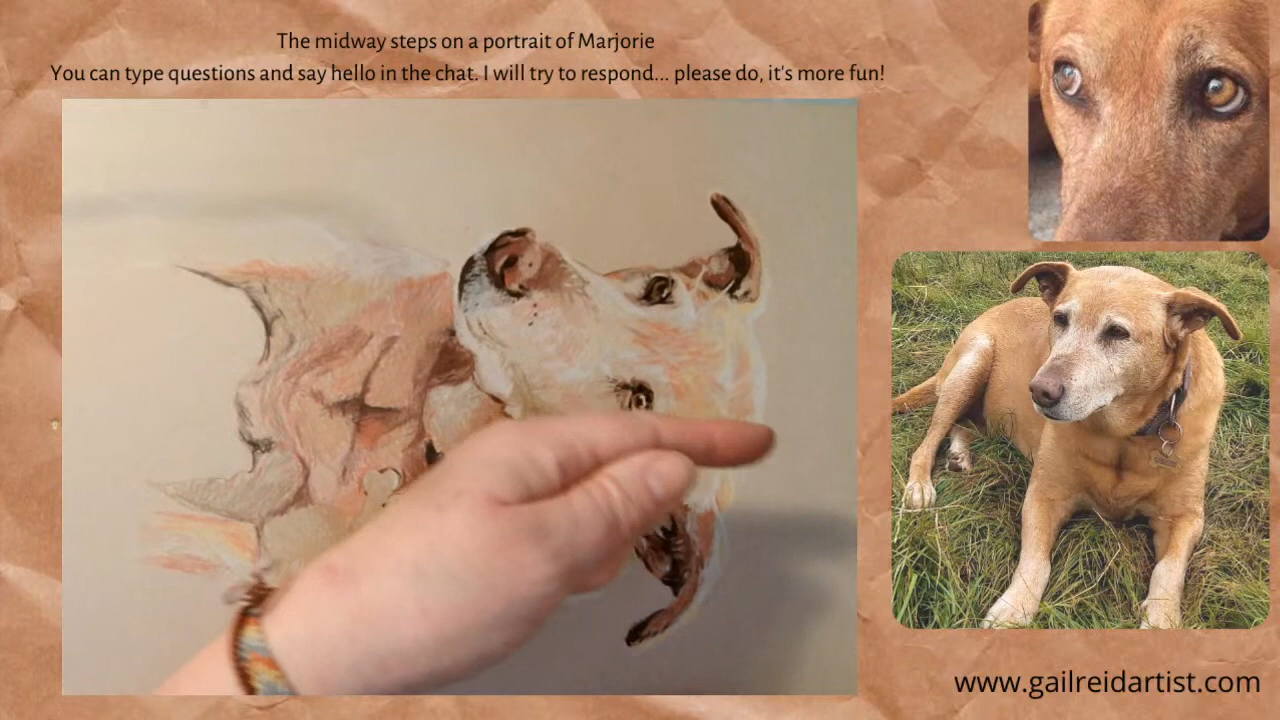 The midway steps on a portrait of Marjorie
You can type questions and say hello in the chat. I will try to respond... please do, it's more fun!
www.gailreidartist.com